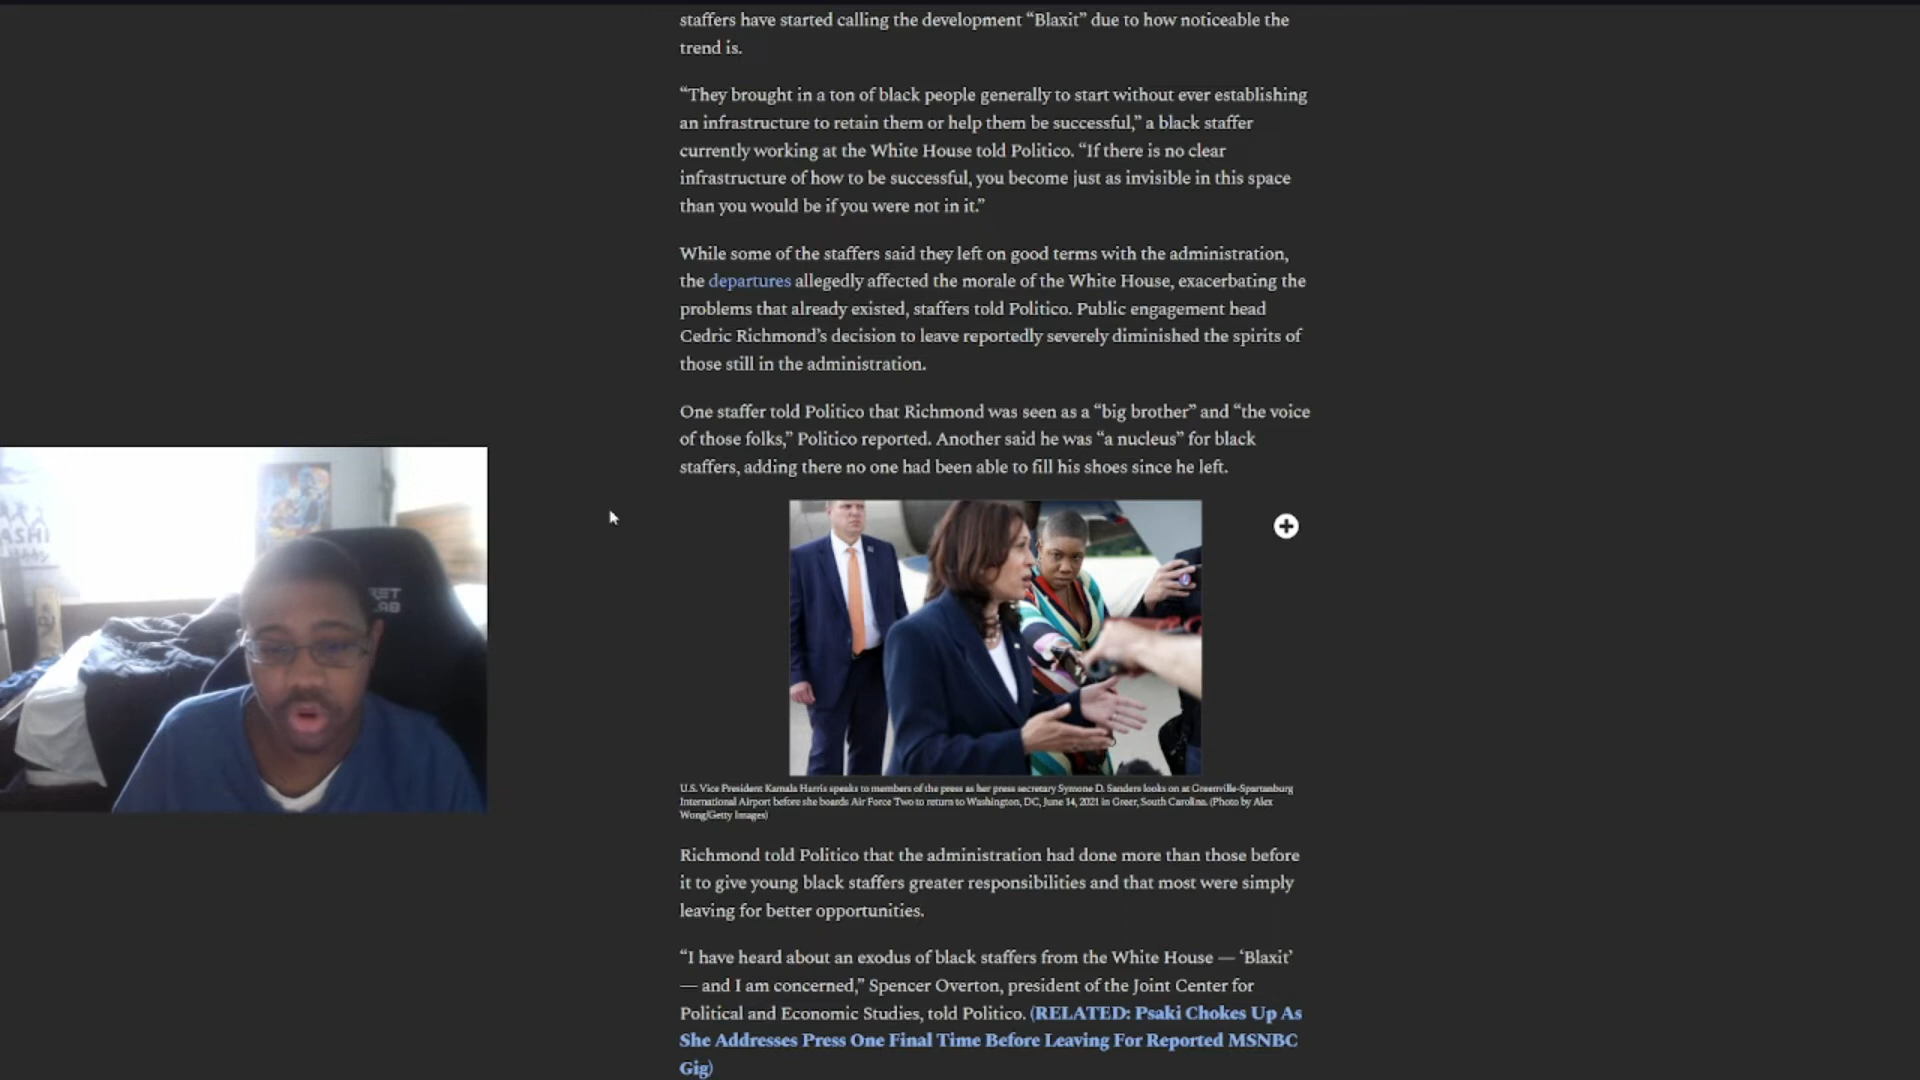 staffers have started calling the development “Blaxit” due to how noticeable the
trend is.
“They brought in a ton of black people generally to start without ever establishing
an infrastructure to retain them or help them be successful,” a black staffer
currently working at the White House told Politico. “If there is no clear
infrastructure of how to be successful, you become just as invisible in this space
than you would be if you were not in it.”
While some of the staffers said they left on good terms with the administration,
the departures allegedly affected the morale of the White House, exacerbating the
problems that already existed, staffers told Politico. Public engagement head
Cedric Richmond’s decision to leave reportedly severely diminished the spirits of
those still in the administration.
One staffer told Politico that Richmond was seen as a “big brother” and “the voice
of those folks,” Politico reported. Another said he was “a nucleus” for black
staffers, adding there no one had been able to fill his shoes since he left.
U.S. Vice President Kamala Harris speaks to members of the press as her press secretary Symone D. Sanders looks on at Greenville-Spartanburg
International Airport before she boards Air Force Two to return to Washington, DC, June 14, 2021 in Greer, South Carolina. (Photo by Alex
Wong/Getty Images)
Richmond told Politico that the administration had done more than those before
it to give young black staffers greater responsibilities and that most were simply
leaving for better opportunities.
“I have heard about an exodus of black staffers from the White House — ‘Blaxit’
— and I am concerned,” Spencer Overton, president of the Joint Center for
Political and Economic Studies, told Politico. (RELATED: Psaki Chokes Up As
She Addresses Press One Final Time Before Leaving For Reported MSNBC
Gig)